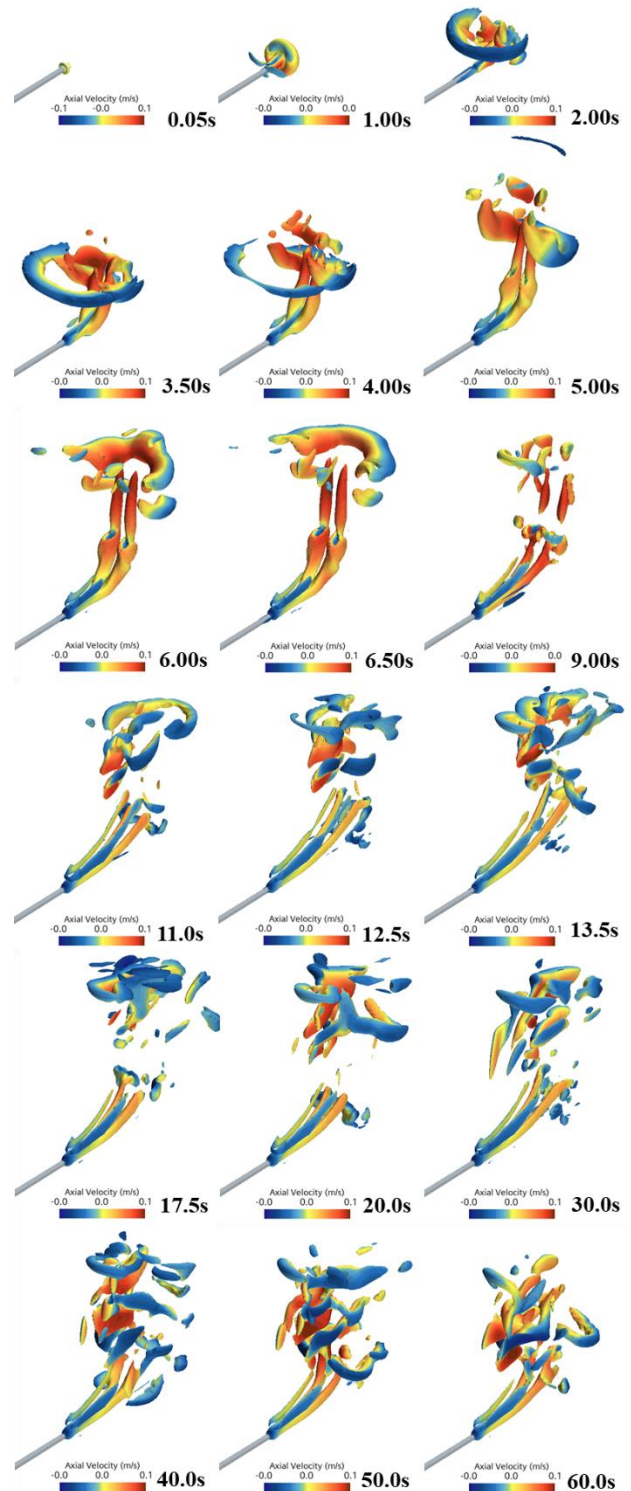 Axial Velocity (m/s)
-0.1 -0.0 0.1
0.05s
Axial Velocity (m/s)
-0.0 0.0 0.0
1.00s
Axial Velocity (m/s)
-0.0 0.0 0.1
2.00s
Axial Velocity (m/s)
-0.0 0.0 0.1
3.50s
Axial Velocity (m/s)
-0.0 0.0 0.1
4.00s
Axial Velocity (m/s)
-0.0 0.0 0.1
5.00s
Axial Velocity (m/s)
-0.0 0.0 0.1
6.00s
Axial Velocity (m/s)
-0.0 0.0 0.1
6.50s
Axial Velocity (m/s)
-0.0 0.0 0.1
9.00s
Axial Velocity (m/s)
-0.0 0.0 0.1
11.0s
Axial Velocity (m/s)
-0.0 0.0 0.1
12.5s
Axial Velocity (m/s)
-0.0 0.0 0.1
13.5s
Axial Velocity (m/s)
-0.0 0.0 0.1
17.5s
Axial Velocity (m/s)
-0.0 0.0 0.1
20.0s
Axial Velocity (m/s)
-0.0 0.0 0.1
30.0s
Axial Velocity (m/s)
-0.0 0.0 0.1
40.0s
Axial Velocity (m/s)
-0.0 0.0 0.1
50.0s
Axial Velocity (m/s)
-0.0 0.0 0.1
60.0s